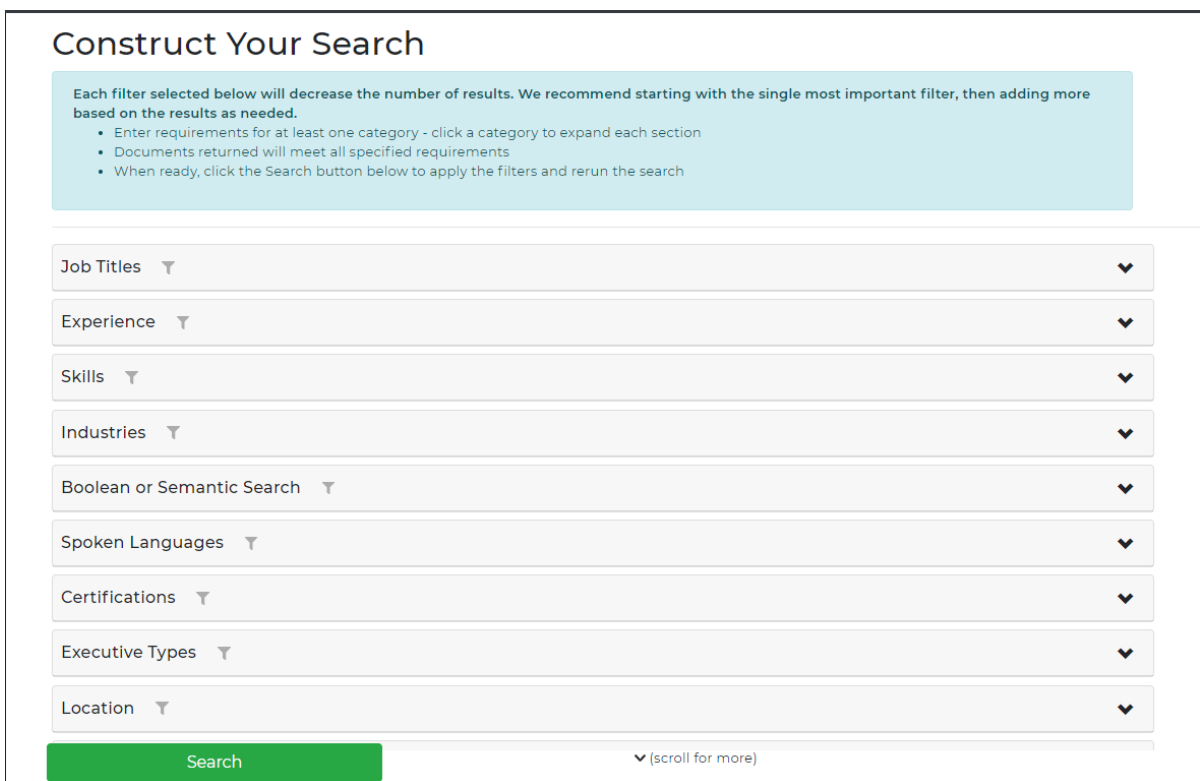 Construct Your Search
Each filter selected below will decrease the number of results. We recommend starting with the single most important filter, then adding more
based on the results as needed.
• Enter requirements for at least one category - click a category to expand each section
• Documents returned will meet all specified requirements
• When ready, click the Search button below to apply the filters and rerun the search
Job Titles
Experience
Skills
Industries
Boolean or Semantic Search
Spoken Languages
Certifications
Executive Types
Location
Search
(scroll for more)